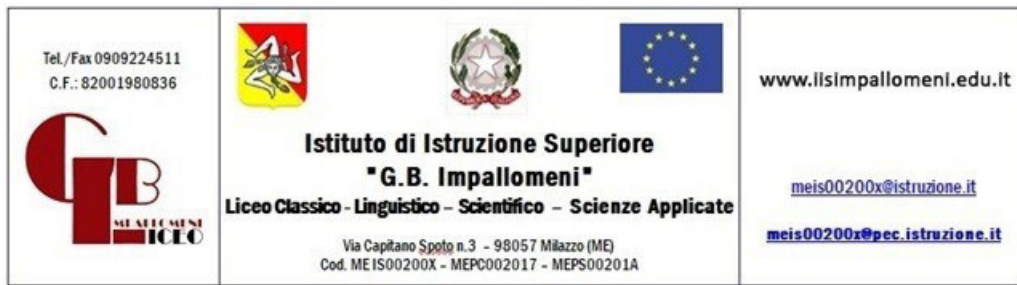 Tel./Fax 0909224511
C.F.: 82001980836
GB
IMPALLOMENI
LICEO
Istituto di Istruzione Superiore
"G.B. Impallomeni"
Liceo Classico - Linguistico – Scientifico – Scienze Applicate
Via Capitano Spoto n.3 - 98057 Milazzo (ME)
Cod. ME IS00200X – MEPC002017 - MEPS00201A
www.iisimpallomeni.edu.it
meis00200x@istruzione.it
meis00200x@pec.istruzione.it